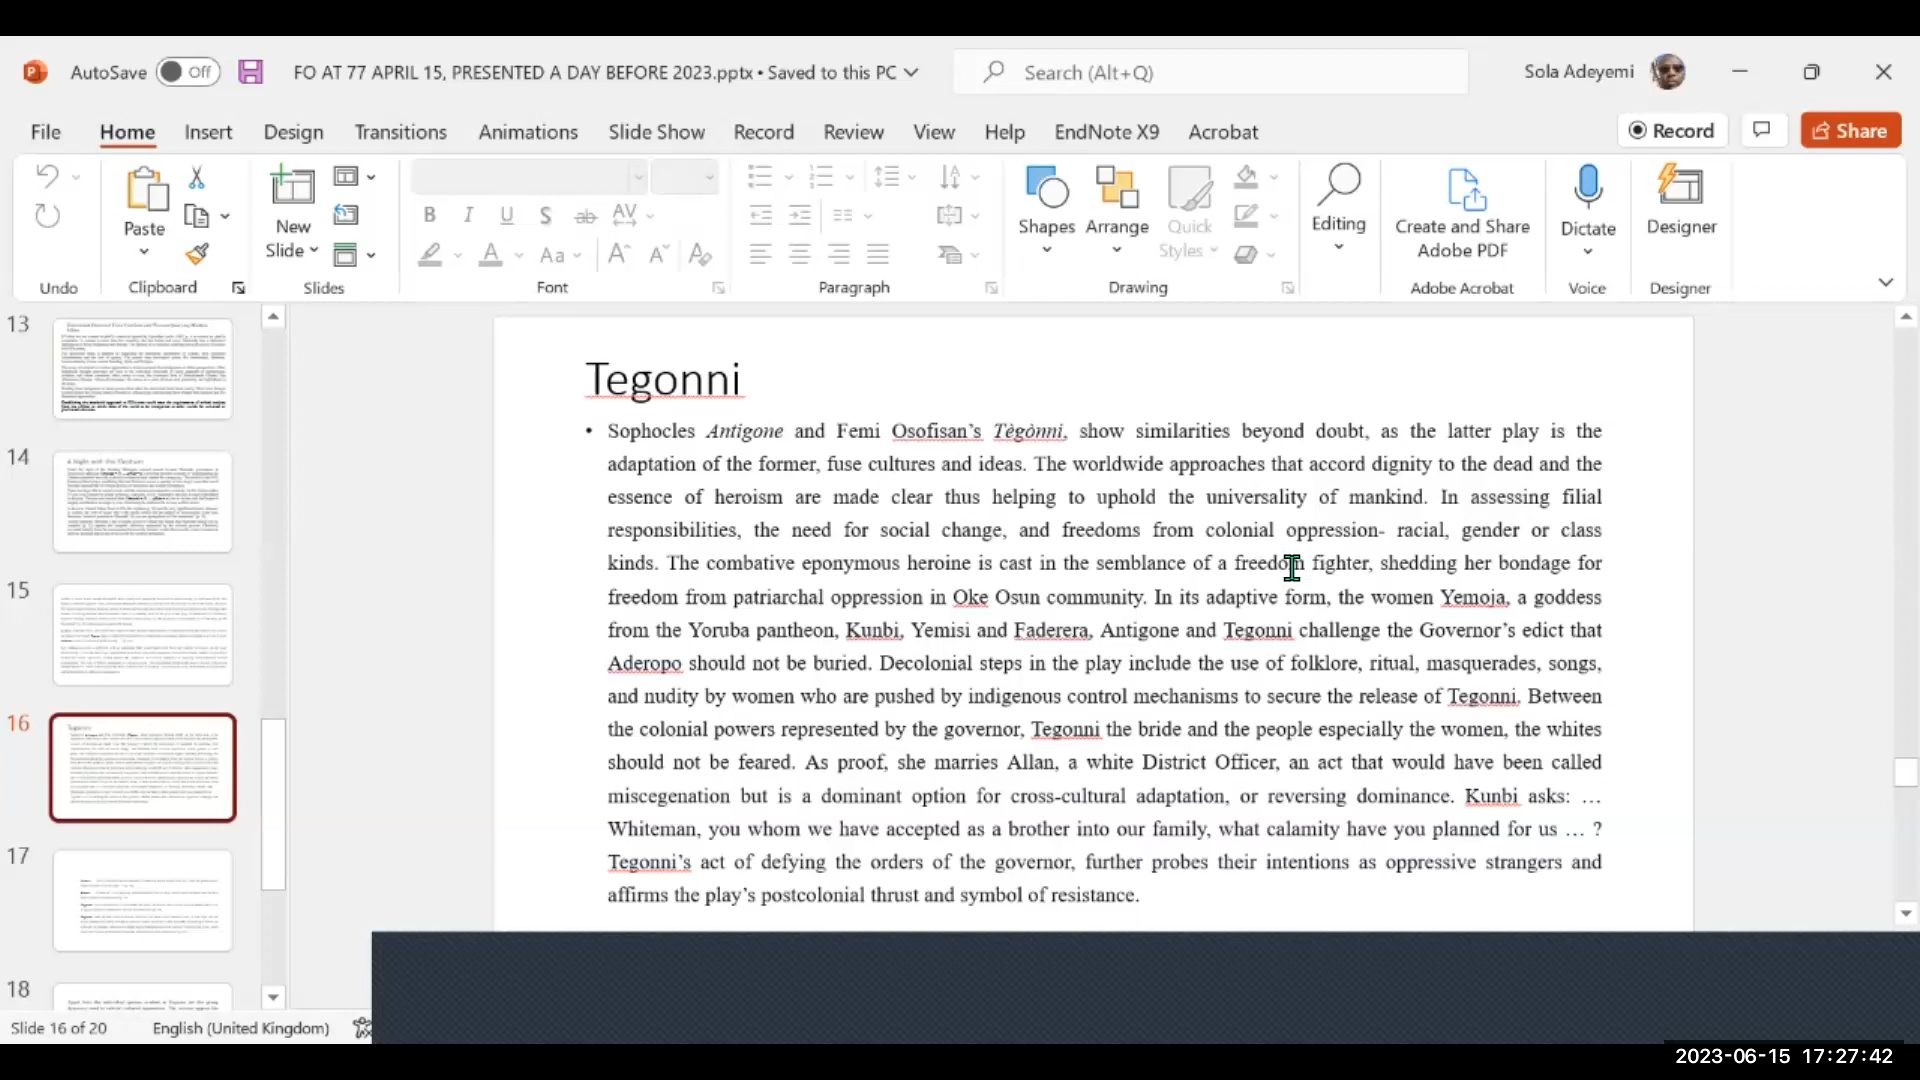 AutoSave Off FO AT 77 APRIL 15, PRESENTED A DAY BEFORE 2023.pptx • Saved to this PC Search (Alt+Q) Sola Adeyemi
File Home Insert Design Transitions Animations Slide Show Record Review View Help EndNote X9 Acrobat Record Share
Paste New Slide Shapes Arrange Quick Styles Editing Create and Share Adobe PDF Dictate Designer
Undo Clipboard Slides Font Paragraph Drawing Adobe Acrobat Voice Designer
13
14
15
16
17
18
Tegonni
• Sophocles Antigone and Femi Osofisan’s Tègònni, show similarities beyond doubt, as the latter play is the
adaptation of the former, fuse cultures and ideas. The worldwide approaches that accord dignity to the dead and the
essence of heroism are made clear thus helping to uphold the universality of mankind. In assessing filial
responsibilities, the need for social change, and freedoms from colonial oppression- racial, gender or class
kinds. The combative eponymous heroine is cast in the semblance of a freedom fighter, shedding her bondage for
freedom from patriarchal oppression in Oke Osun community. In its adaptive form, the women Yemoja, a goddess
from the Yoruba pantheon, Kunbi, Yemisi and Faderera, Antigone and Tegonni challenge the Governor’s edict that
Aderopo should not be buried. Decolonial steps in the play include the use of folklore, ritual, masquerades, songs,
and nudity by women who are pushed by indigenous control mechanisms to secure the release of Tegonni. Between
the colonial powers represented by the governor, Tegonni the bride and the people especially the women, the whites
should not be feared. As proof, she marries Allan, a white District Officer, an act that would have been called
miscegenation but is a dominant option for cross-cultural adaptation, or reversing dominance. Kunbi asks: …
Whiteman, you whom we have accepted as a brother into our family, what calamity have you planned for us … ?
Tegonni’s act of defying the orders of the governor, further probes their intentions as oppressive strangers and
affirms the play’s postcolonial thrust and symbol of resistance.
Slide 16 of 20 English (United Kingdom)
2023-06-15 17:27:42